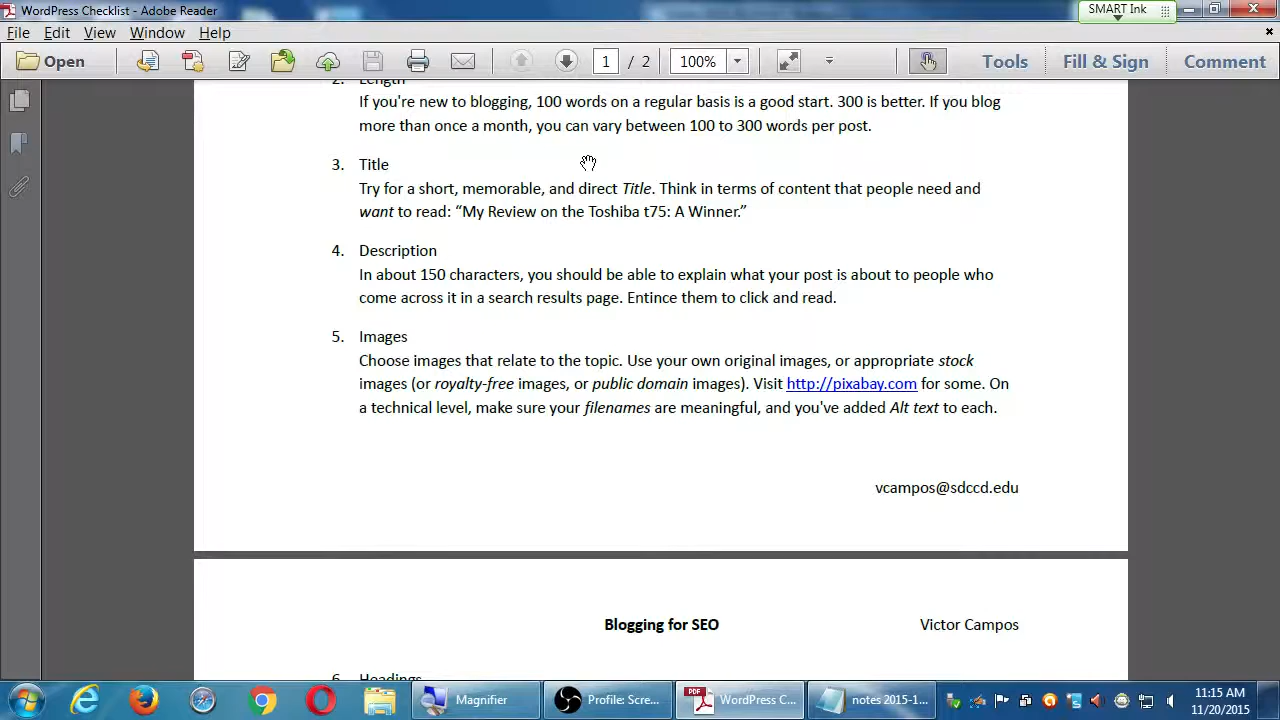 WordPress Checklist - Adobe Reader
SMART Ink
File Edit View Window Help
Open
1 / 2
100%
Tools
Fill & Sign
Comment
2. Length
If you're new to blogging, 100 words on a regular basis is a good start. 300 is better. If you blog
more than once a month, you can vary between 100 to 300 words per post.
3. Title
Try for a short, memorable, and direct Title. Think in terms of content that people need and
want to read: “My Review on the Toshiba t75: A Winner.”
4. Description
In about 150 characters, you should be able to explain what your post is about to people who
come across it in a search results page. Entince them to click and read.
5. Images
Choose images that relate to the topic. Use your own original images, or appropriate stock
images (or royalty-free images, or public domain images). Visit http://pixabay.com for some. On
a technical level, make sure your filenames are meaningful, and you've added Alt text to each.
vcampos@sdccd.edu
Blogging for SEO
Victor Campos
6. Headings
Magnifier
Profile: Scre...
PDF
WordPress C...
notes 2015-1...
11:15 AM
11/20/2015